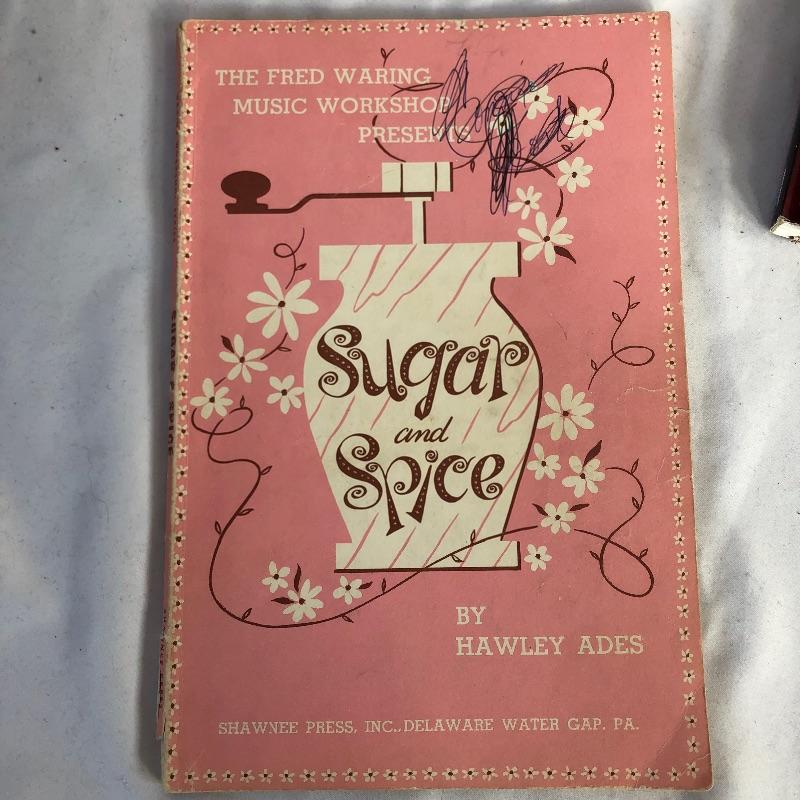 THE FRED WARING
MUSIC WORKSHOP
PRESENTS
Sugar
and
Spice
BY
HAWLEY ADES
SHAWNEE PRESS, INC., DELAWARE WATER GAP. PA.